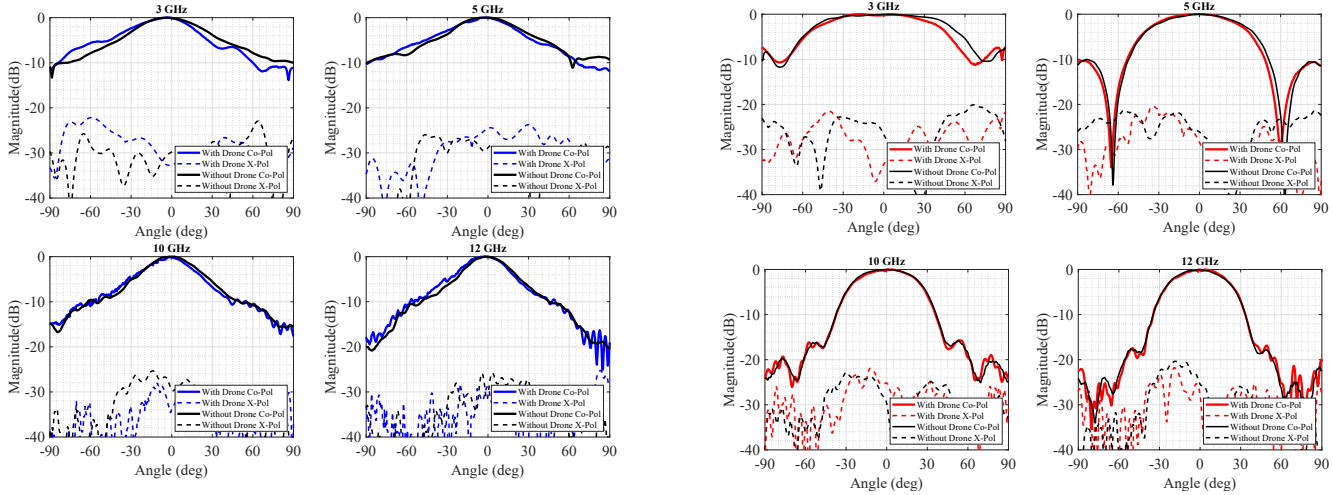 3 GHz
0
-10
-20
-30
-40
Magnitude(dB)
-90 -60 -30 0 30 60 90
Angle (deg)
With Drone Co-Pol
With Drone X-Pol
Without Drone Co-Pol
Without Drone X-Pol
5 GHz
0
-10
-20
-30
-40
Magnitude(dB)
-90 -60 -30 0 30 60 90
Angle (deg)
With Drone Co-Pol
With Drone X-Pol
Without Drone Co-Pol
Without Drone X-Pol
3 GHz
0
-10
-20
-30
-40
Magnitude(dB)
-90 -60 -30 0 30 60 90
Angle (deg)
With Drone Co-Pol
With Drone X-Pol
Without Drone Co-Pol
Without Drone X-Pol
5 GHz
0
-10
-20
-30
-40
Magnitude(dB)
-90 -60 -30 0 30 60 90
Angle (deg)
With Drone Co-Pol
With Drone X-Pol
Without Drone Co-Pol
Without Drone X-Pol
10 GHz
0
-10
-20
-30
-40
Magnitude(dB)
-90 -60 -30 0 30 60 90
Angle (deg)
With Drone Co-Pol
With Drone X-Pol
Without Drone Co-Pol
Without Drone X-Pol
12 GHz
0
-10
-20
-30
-40
Magnitude(dB)
-90 -60 -30 0 30 60 90
Angle (deg)
With Drone Co-Pol
With Drone X-Pol
Without Drone Co-Pol
Without Drone X-Pol
10 GHz
0
-10
-20
-30
-40
Magnitude(dB)
-90 -60 -30 0 30 60 90
Angle (deg)
With Drone Co-Pol
With Drone X-Pol
Without Drone Co-Pol
Without Drone X-Pol
12 GHz
0
-10
-20
-30
-40
Magnitude(dB)
-90 -60 -30 0 30 60 90
Angle (deg)
With Drone Co-Pol
With Drone X-Pol
Without Drone Co-Pol
Without Drone X-Pol